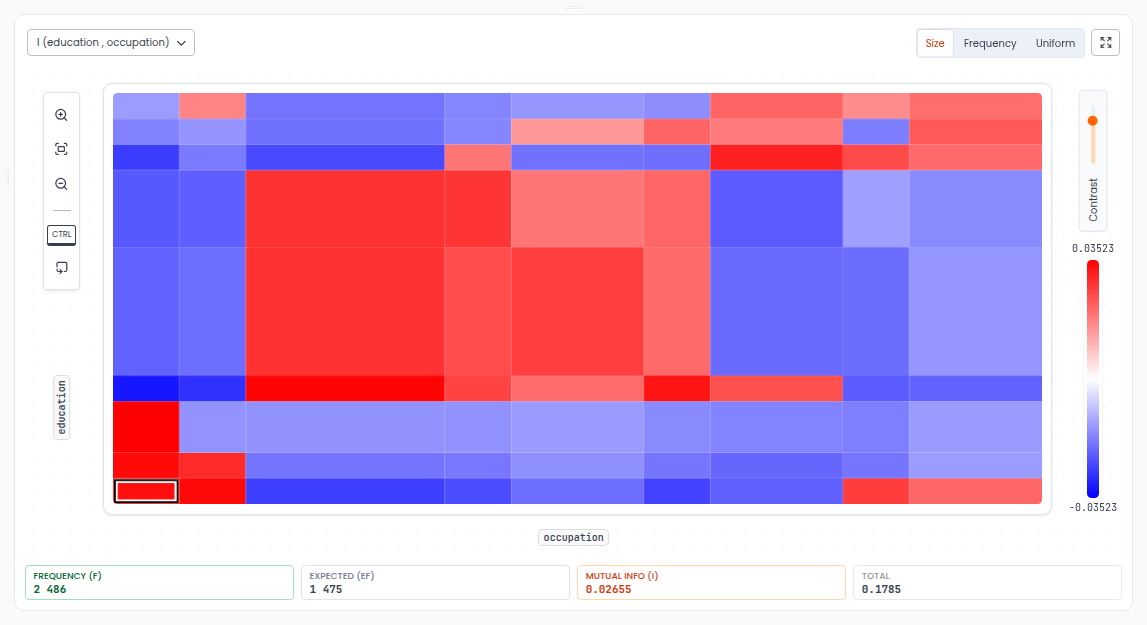 I (education , occupation)
Size Frequency Uniform
CTRL
Contrast
0.03523
-0.03523
education
occupation
FREQUENCY (F) EXPECTED (EF) MUTUAL INFO (I) TOTAL
2 486 1 475 0.02655 0.1785